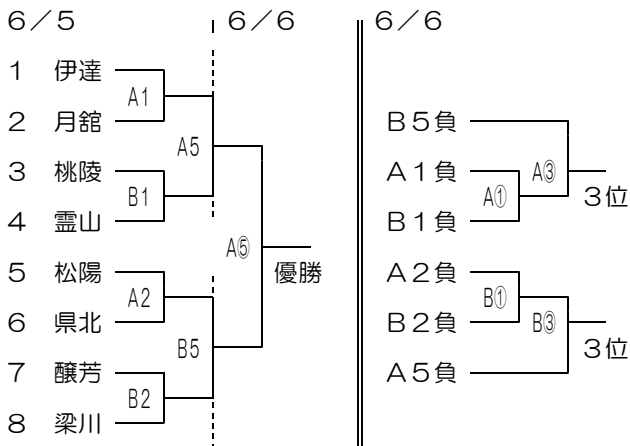 6／5
6／6
6／6
1 伊達
A1
2 月舘
A5
3 桃陵
B1
4 霊山
A⑤
優勝
5 松陽
A2
6 県北
B5
7 醸芳
B2
8 梁川
B5負
A③
A1負
A①
3位
B1負
A2負
B①
B③
B2負
3位
A5負